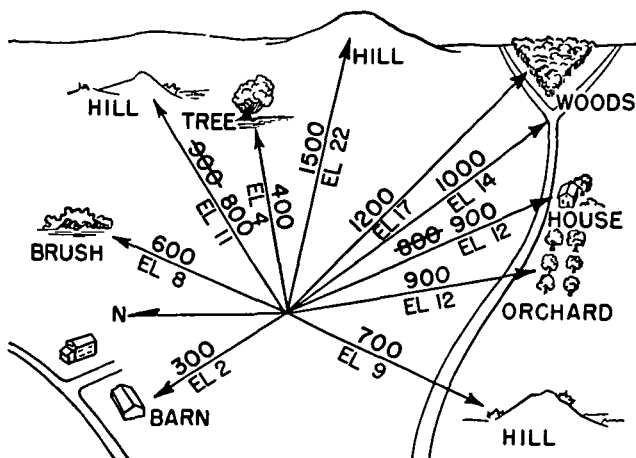 HILL
WOODS
HILL
TREE
1500
EL 22
900 800
EL 11
EL 4
400
1200
EL 17
1000
EL 14
HOUSE
800 900
EL 12
BRUSH
600
EL 8
900
EL 12
ORCHARD
N
300
EL 2
700
EL 9
BARN
HILL